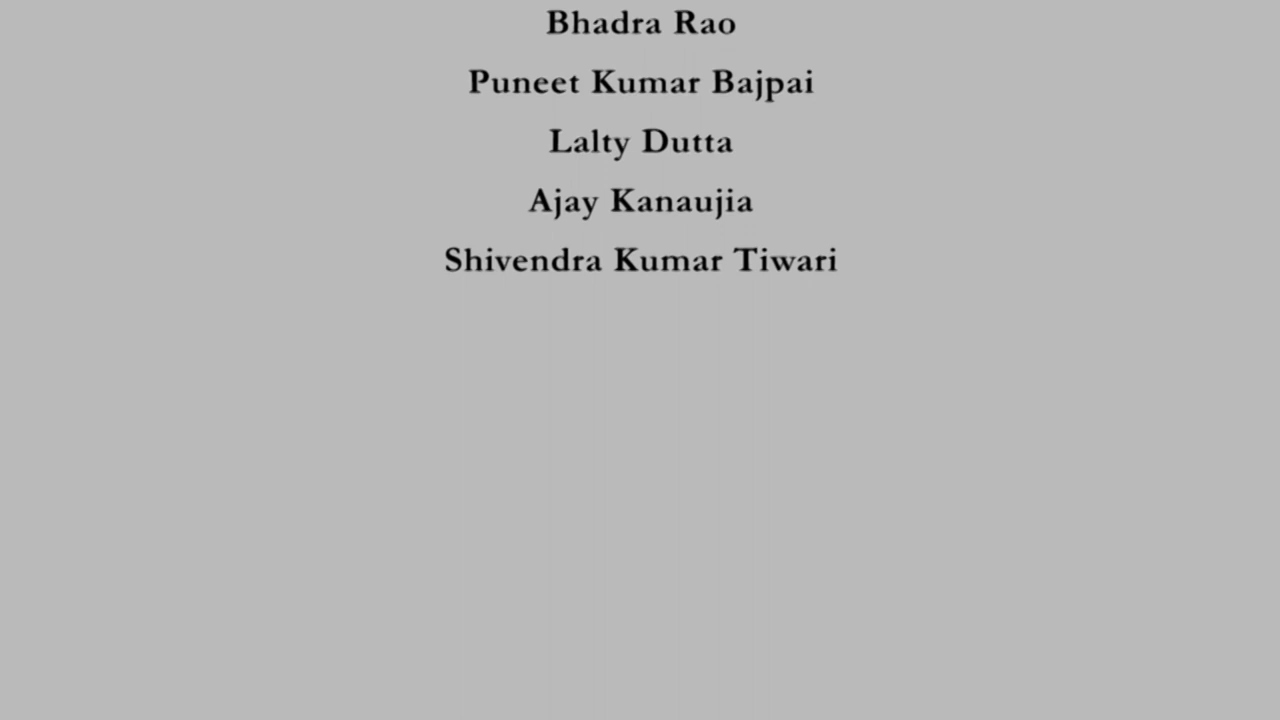 Bhadra Rao
Puneet Kumar Bajpai
Lalty Dutta
Ajay Kanaujia
Shivendra Kumar Tiwari